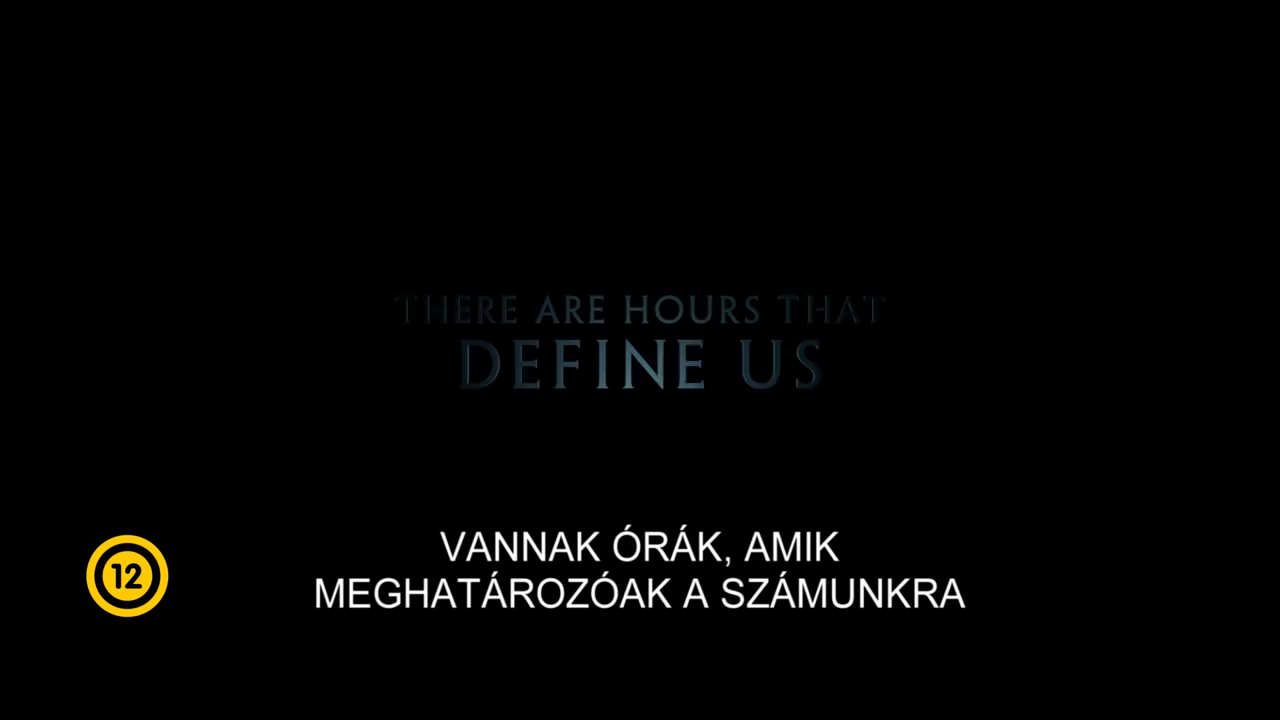 THERE ARE HOURS THAT
DEFINE US
VANNAK ÓRÁK, AMIK
12
MEGHATÁROZÓAK A SZÁMUNKRA